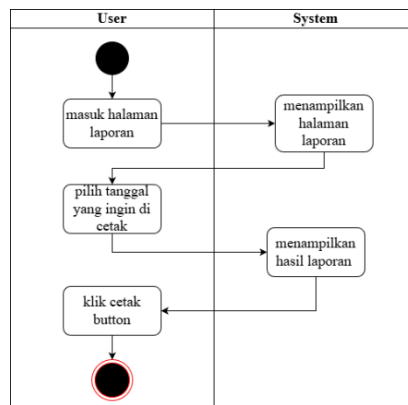 User
System
masuk halaman
laporan
menampilkan
halaman
laporan
pilih tanggal
yang ingin di
cetak
menampilkan
hasil laporan
klik cetak
button